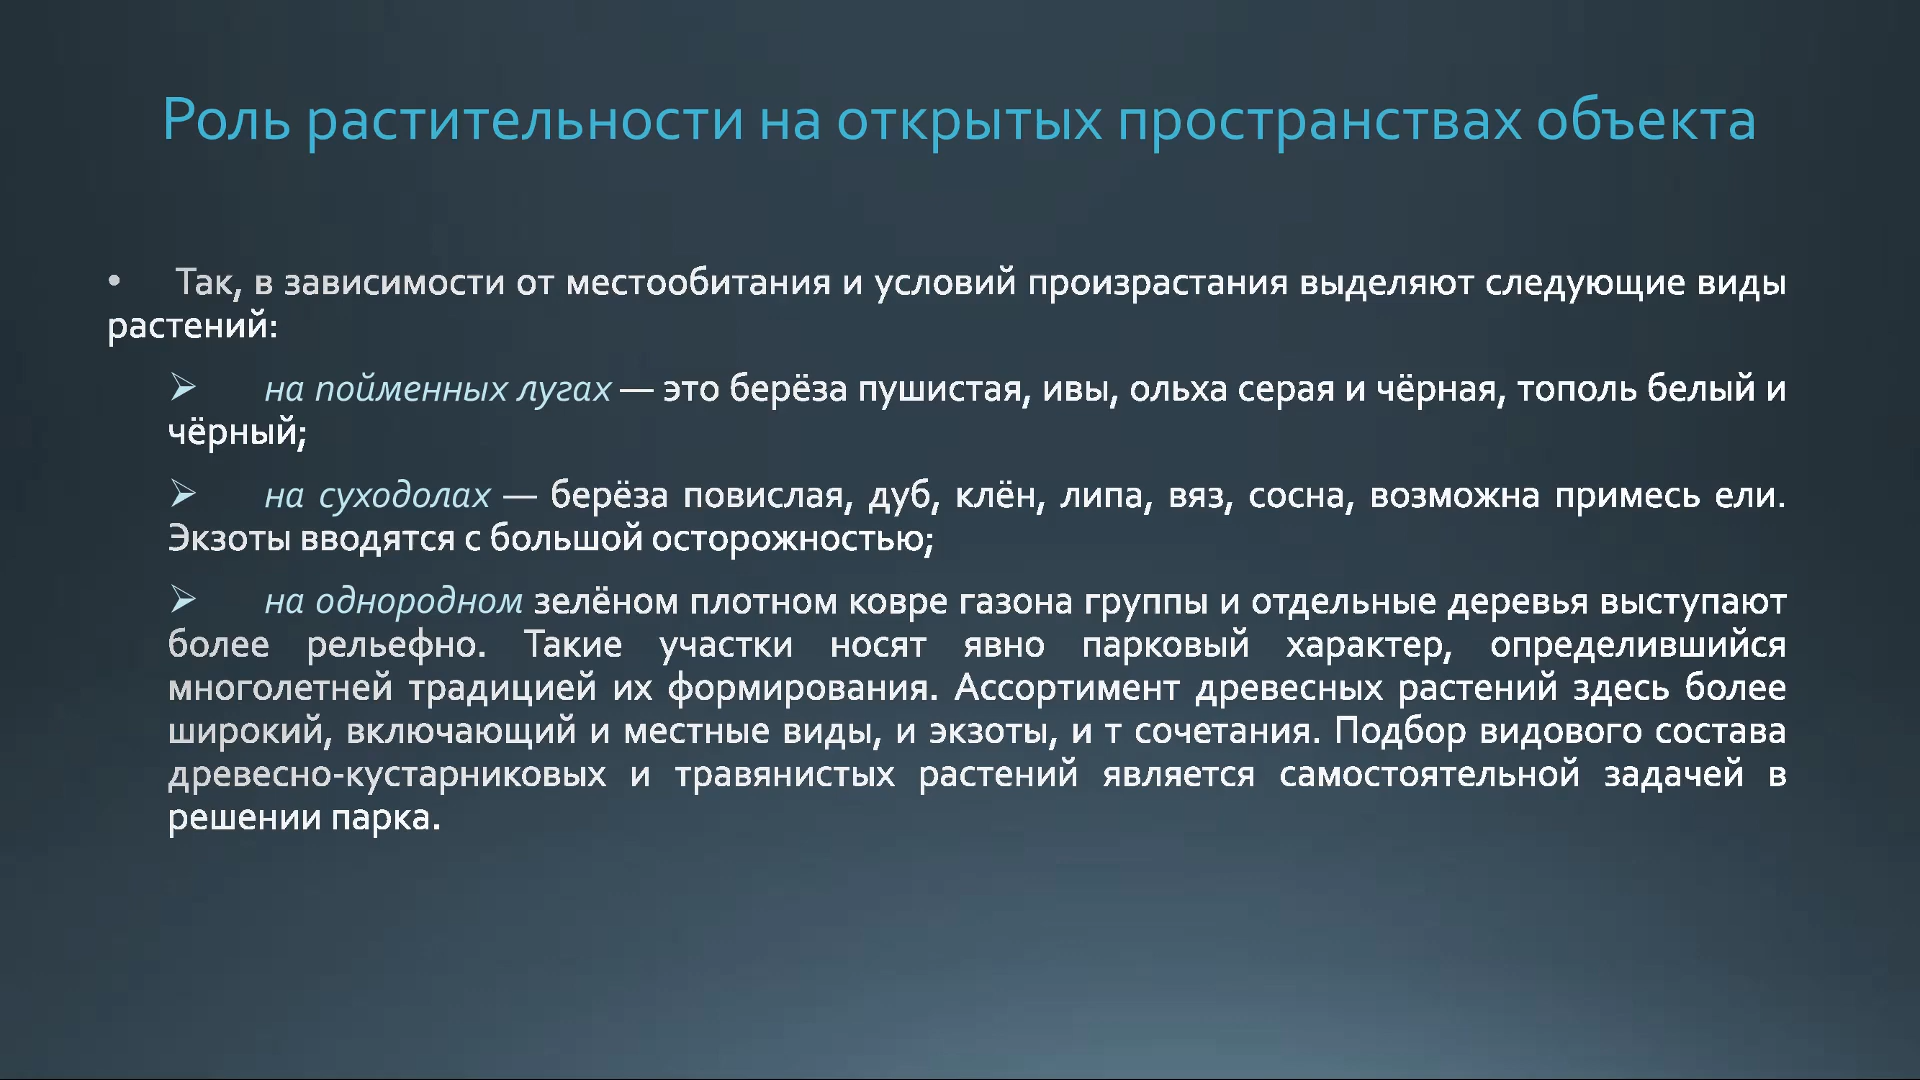 Роль растительности на открытых пространствах объекта
• Так, в зависимости от местообитания и условий произрастания выделяют следующие виды
растений:
➢ на пойменных лугах — это берёза пушистая, ивы, ольха серая и чёрная, тополь белый и
чёрный;
➢ на суходолах — берёза повислая, дуб, клён, липа, вяз, сосна, возможна примесь ели.
Экзоты вводятся с большой осторожностью;
➢ на однородном зелёном плотном ковре газона группы и отдельные деревья выступают
более рельефно. Такие участки носят явно парковый характер, определившийся
многолетней традицией их формирования. Ассортимент древесных растений здесь более
широкий, включающий и местные виды, и экзоты, и т сочетания. Подбор видового состава
древесно-кустарниковых и травянистых растений является самостоятельной задачей в
решении парка.